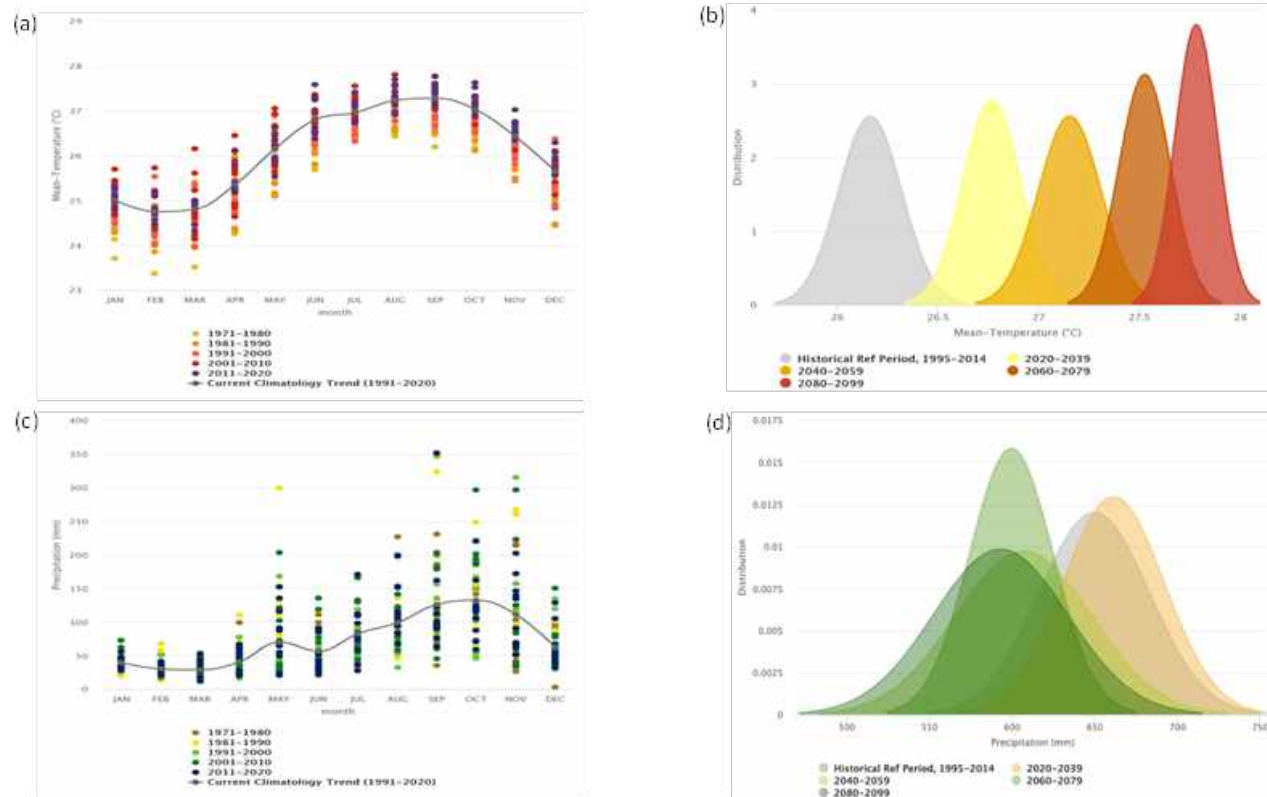 (a)
29
28
27
26
25
24
23
Mean-Temperature (°C)
JAN FEB MAR APR MAY JUN JUL AUG SEP OCT NOV DEC
month
1971-1980
1981-1990
1991-2000
2001-2010
2011-2020
Current Climatology Trend (1991-2020)
(b)
4
3
2
1
0
Distribution
26 26.5 27 27.5 28
Mean-Temperature (°C)
Historical Ref Period, 1995-2014 2020-2039
2040-2059 2060-2079
2080-2099
(c)
400
350
300
250
200
150
100
50
0
Precipitation (mm)
JAN FEB MAR APR MAY JUN JUL AUG SEP OCT NOV DEC
month
1971-1980
1981-1990
1991-2000
2001-2010
2011-2020
Current Climatology Trend (1991-2020)
(d)
0.0175
0.015
0.0125
0.01
0.0075
0.005
0.0025
0
Distribution
500 550 600 650 700 750
Precipitation (mm)
Historical Ref Period, 1995-2014 2020-2039
2040-2059 2060-2079
2080-2099